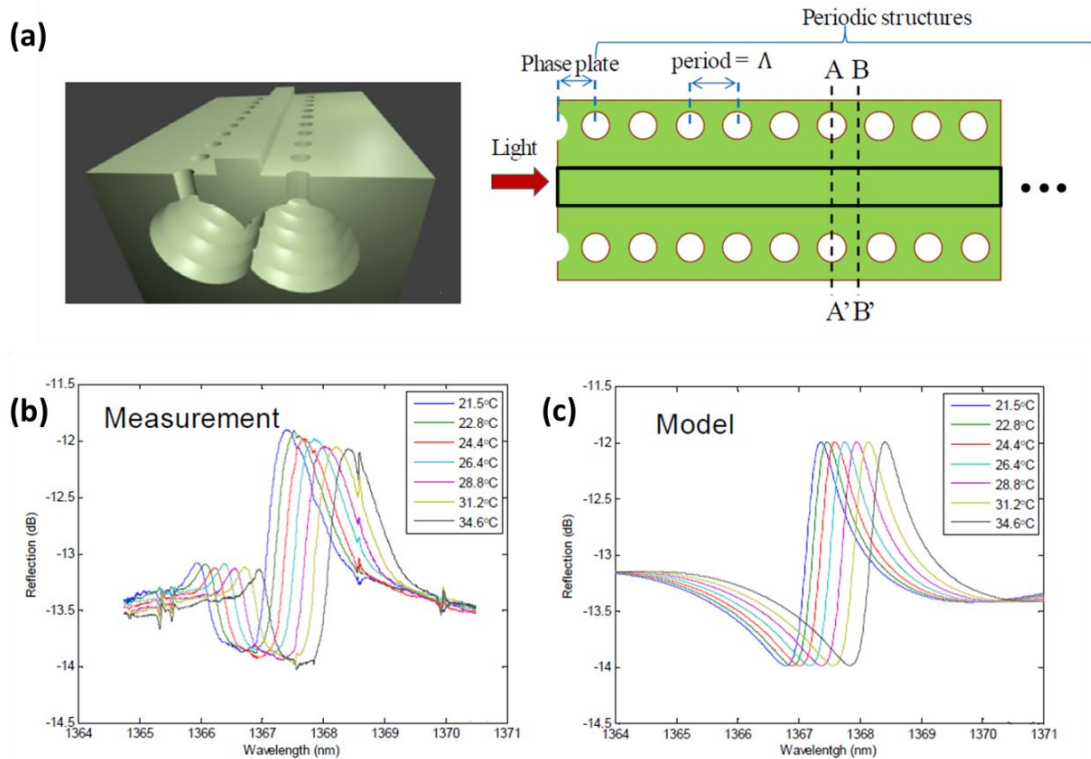 (a)
Periodic structures
Phase plate
period = Λ
A B
Light
A' B'
(b)
Measurement
21.5°C
22.8°C
24.4°C
26.4°C
28.8°C
31.2°C
34.6°C
-11.5
-12
-12.5
-13
-13.5
-14
-14.5
Reflection (dB)
1364 1365 1366 1367 1368 1369 1370 1371
Wavelength (nm)
(c)
Model
21.5°C
22.8°C
24.4°C
26.4°C
28.8°C
31.2°C
34.6°C
-11.5
-12
-12.5
-13
-13.5
-14
-14.5
Reflection (dB)
1364 1365 1366 1367 1368 1369 1370 1371
Wavelentgh (nm)